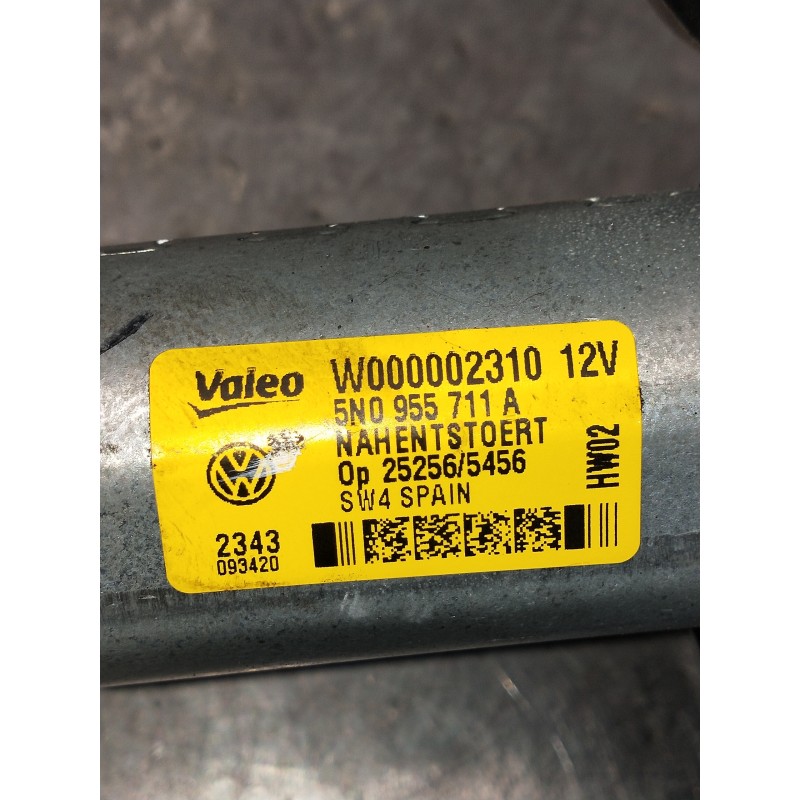 Valeo W000002310 12V
5N0 955 711 A
NAHENTSTOERT
Op 25256/5456
SW4 SPAIN
HW02
2343
093420